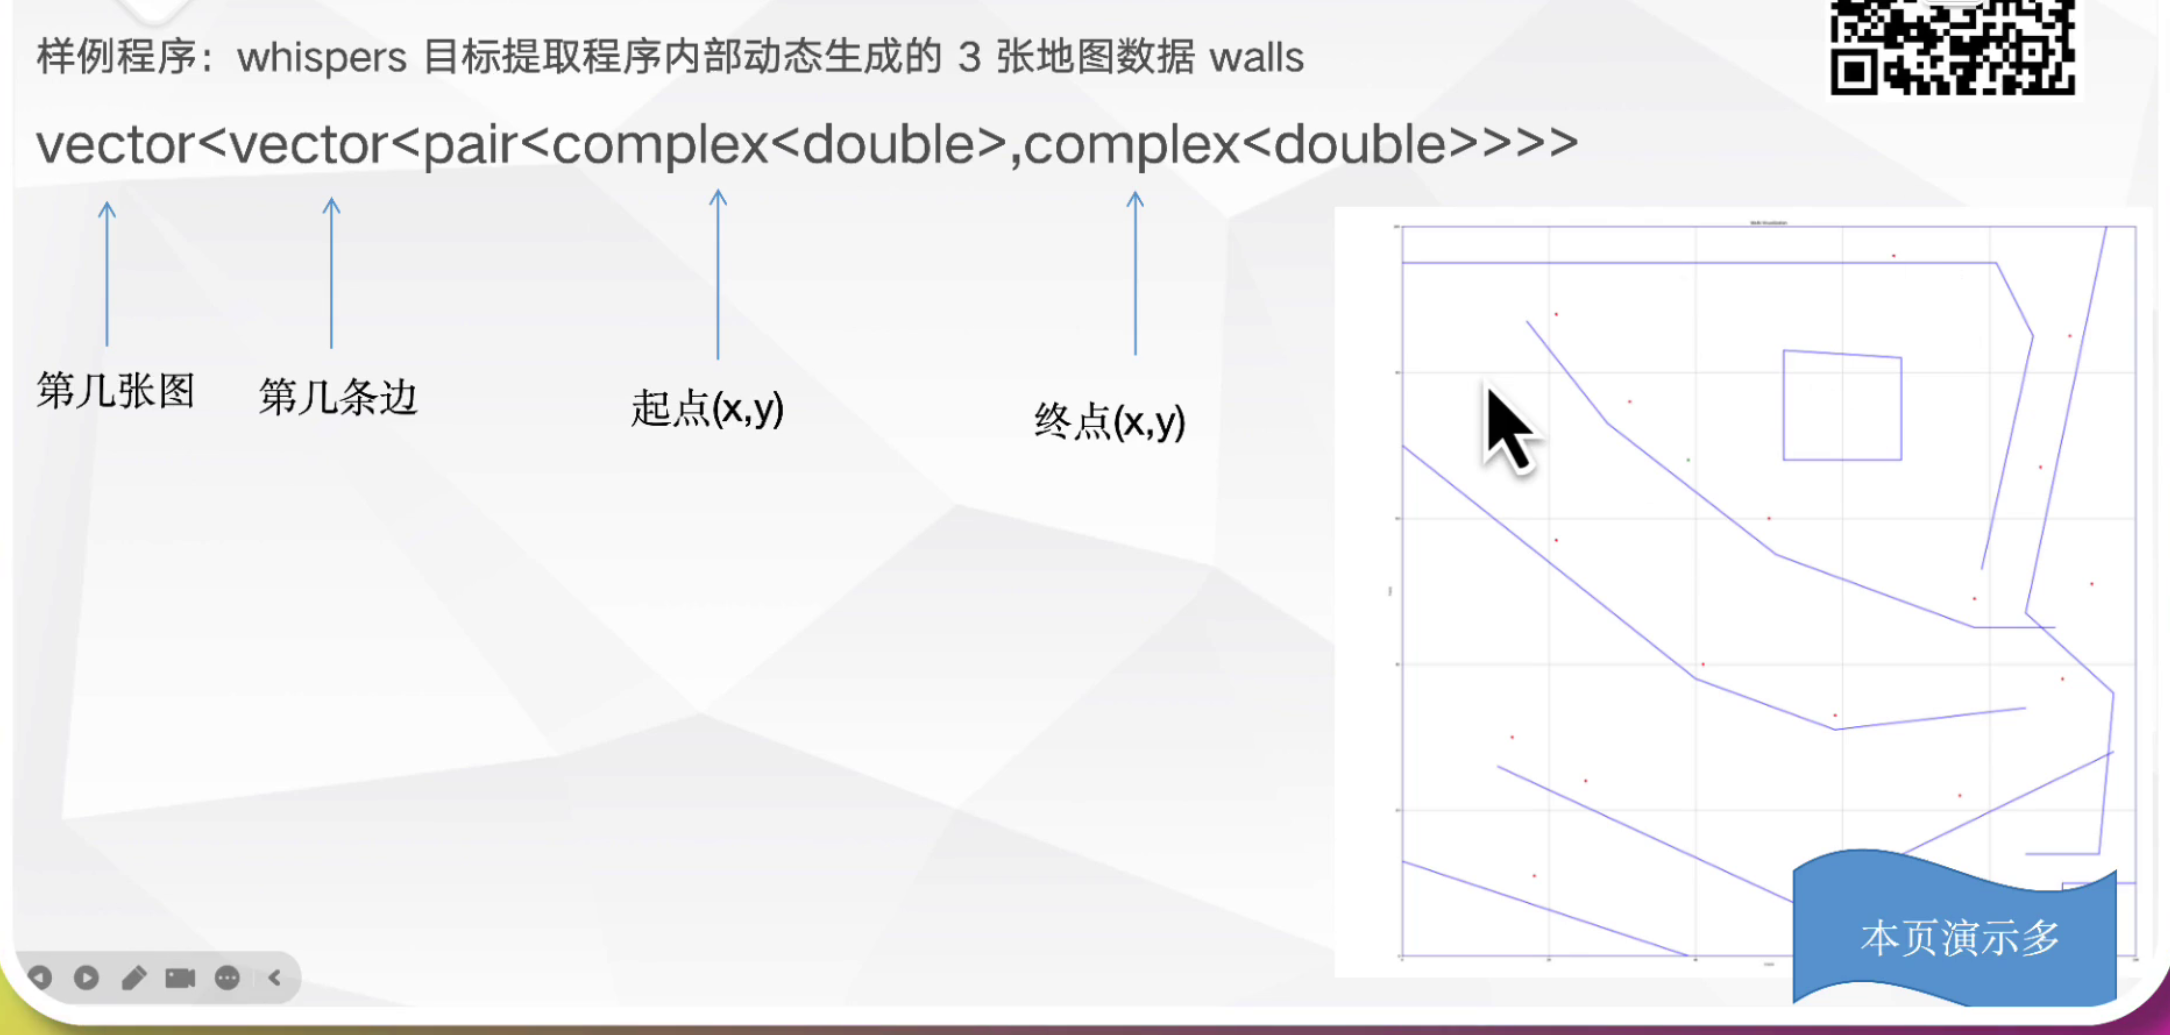 样例程序：whispers 目标提取程序内部动态生成的 3 张地图数据 walls
vector<vector<pair<complex<double>,complex<double>>>>
第几张图
第几条边
起点(x,y)
终点(x,y)
本页演示多